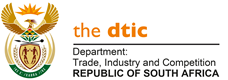 the dtic
Department:
Trade, Industry and Competition
REPUBLIC OF SOUTH AFRICA